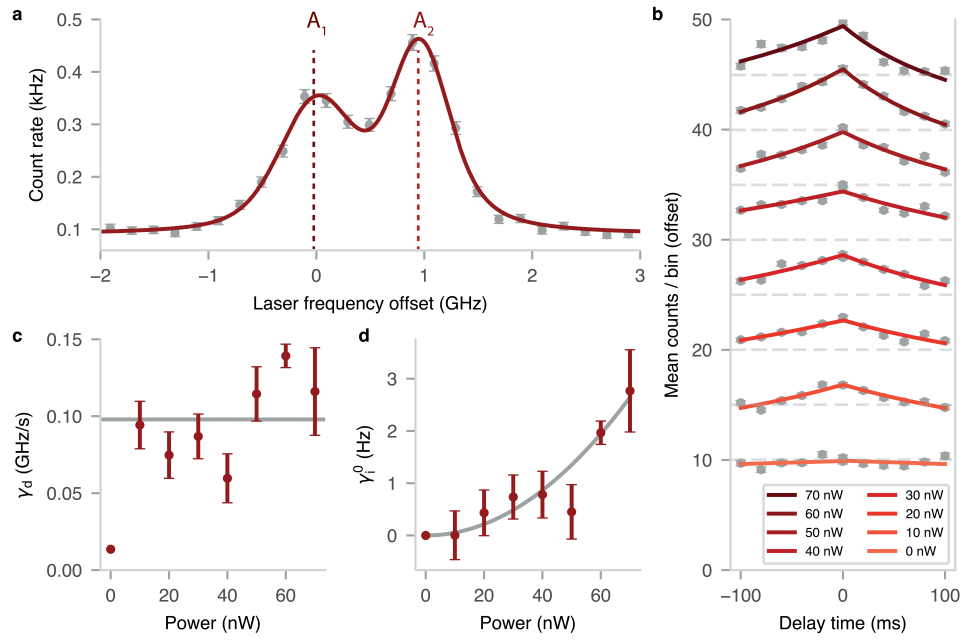 a
A₁
A₂
Count rate (kHz)
0.5
0.4
0.3
0.2
0.1
−2
−1
0
1
2
3
Laser frequency offset (GHz)
b
Mean counts / bin (offset)
50
40
30
20
10
0
70 nW
60 nW
50 nW
40 nW
30 nW
20 nW
10 nW
0 nW
−100
0
100
Delay time (ms)
c
γd (GHz/s)
0.15
0.10
0.05
0.00
0
20
40
60
Power (nW)
d
γi⁰ (Hz)
3
2
1
0
0
20
40
60
Power (nW)